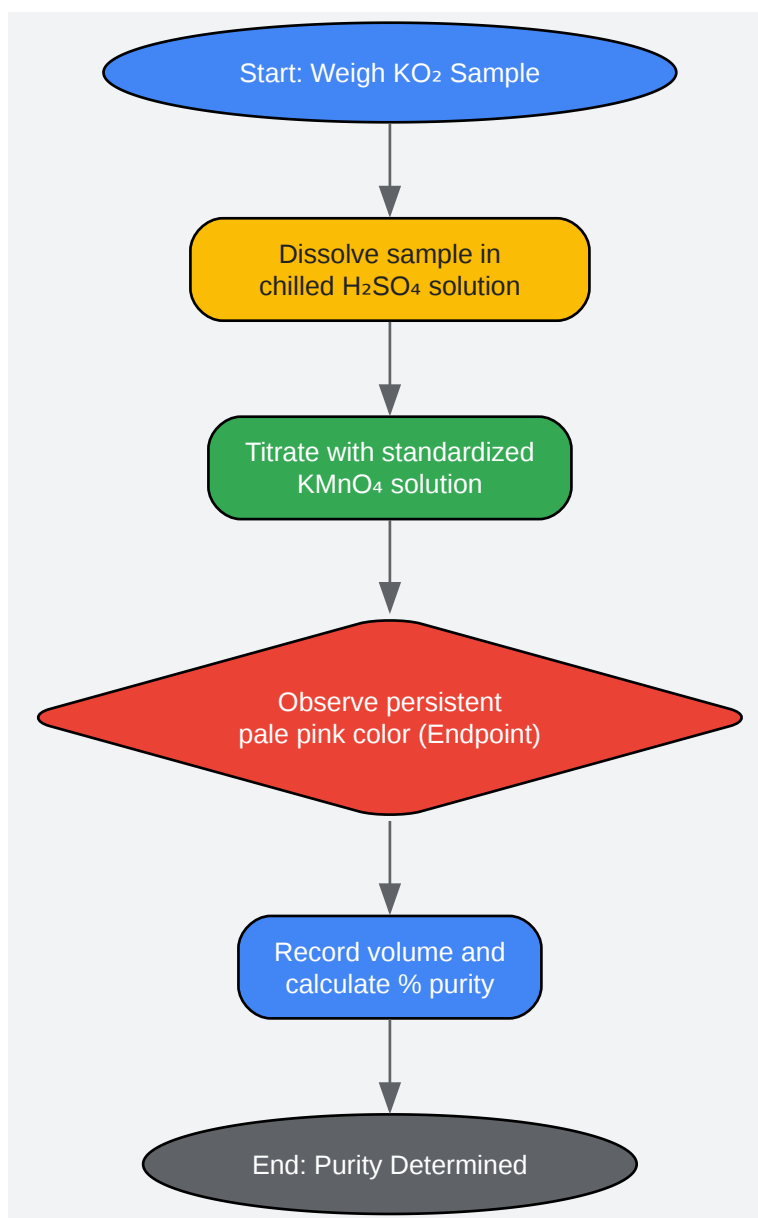 Start: Weigh KO₂ Sample
Dissolve sample in
chilled H₂SO₄ solution
Titrate with standardized
KMnO₄ solution
Observe persistent
pale pink color (Endpoint)
Record volume and
calculate % purity
End: Purity Determined